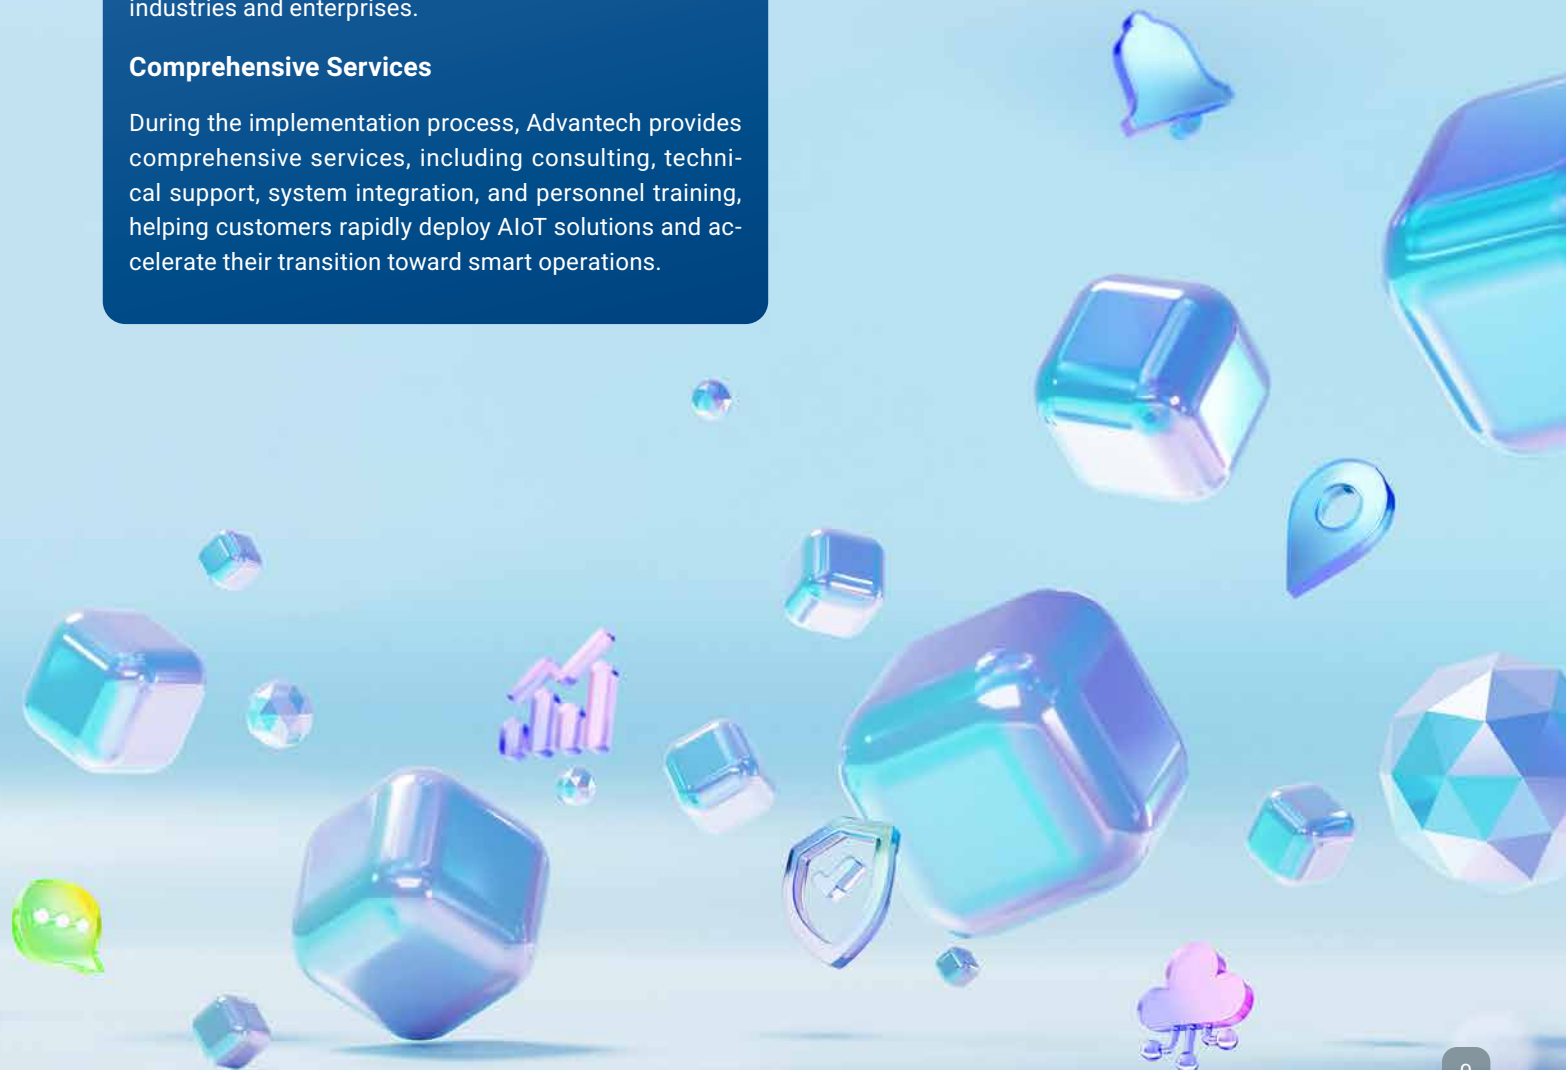 industries and enterprises.
Comprehensive Services
During the implementation process, Advantech provides
comprehensive services, including consulting, techni-
cal support, system integration, and personnel training,
helping customers rapidly deploy AIoT solutions and ac-
celerate their transition toward smart operations.